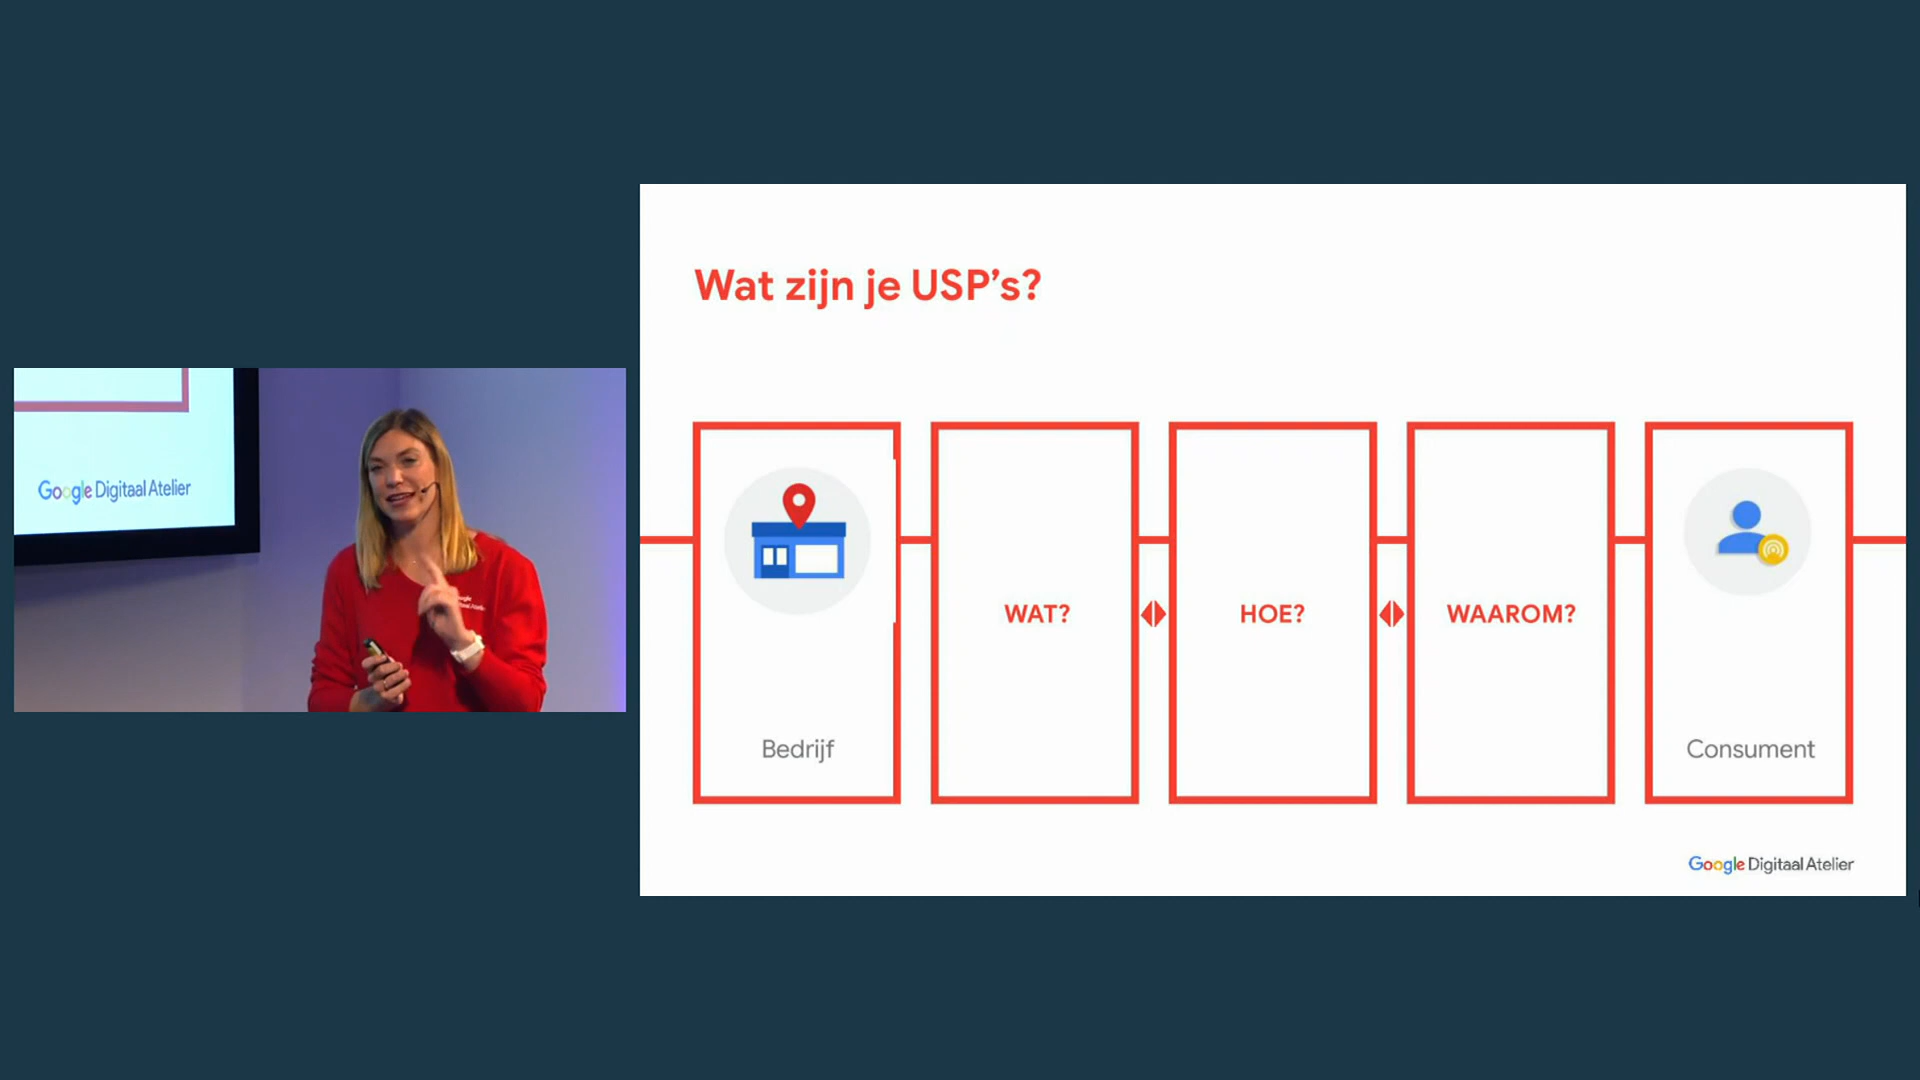 Wat zijn je USP's?
WAT?
HOE?
WAAROM?
Bedrijf
Consument
Google Digitaal Atelier
Google Digitaal Atelier